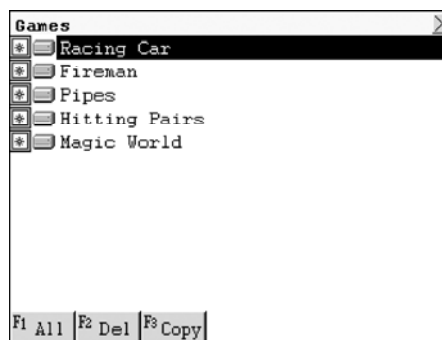 Games
Racing Car
Fireman
Pipes
Hitting Pairs
Magic World
F1 All F2 Del F3 Copy